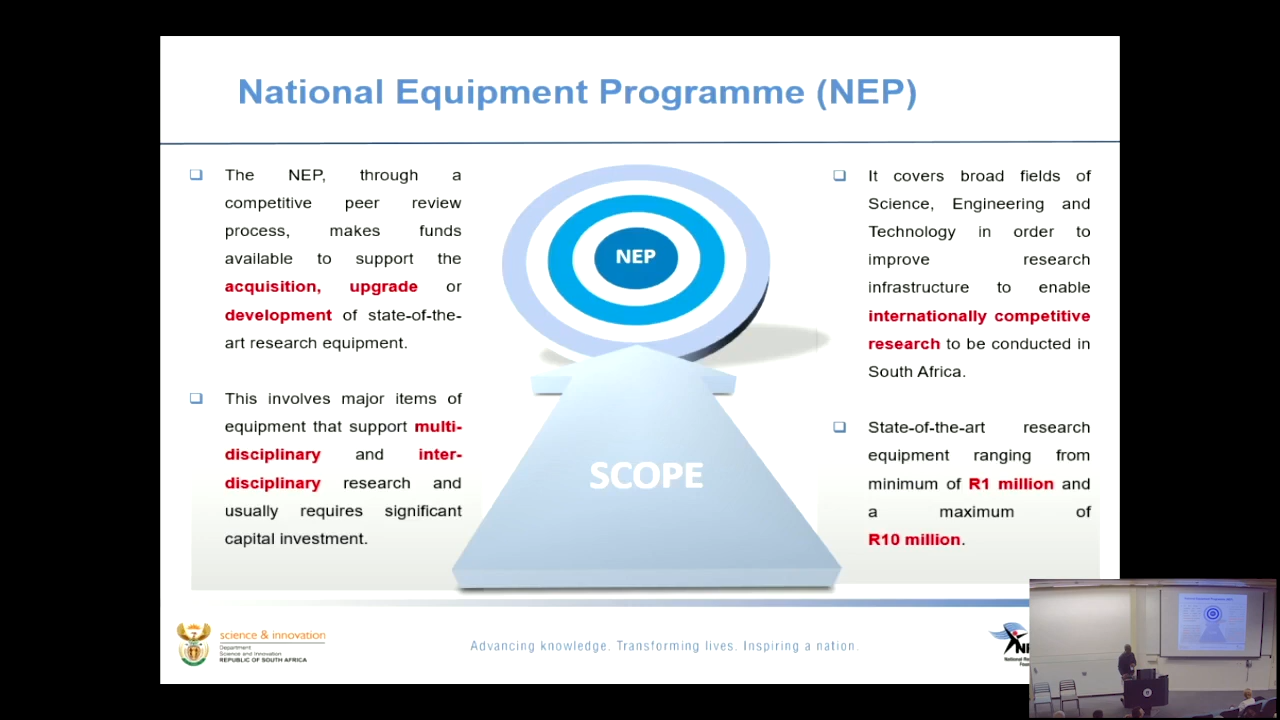 National Equipment Programme (NEP)
❑ The NEP, through a
competitive peer review
process, makes funds
available to support the
acquisition, upgrade or
development of state-of-the-
art research equipment.
❑ This involves major items of
equipment that support multi-
disciplinary and inter-
disciplinary research and
usually requires significant
capital investment.
NEP
SCOPE
❑ It covers broad fields of
Science, Engineering and
Technology in order to
improve research
infrastructure to enable
internationally competitive
research to be conducted in
South Africa.
❑ State-of-the-art research
equipment ranging from
minimum of R1 million and
a maximum of
R10 million.
science & innovation
Department
Science and Innovation
REPUBLIC OF SOUTH AFRICA
Advancing knowledge. Transforming lives. Inspiring a nation.
National